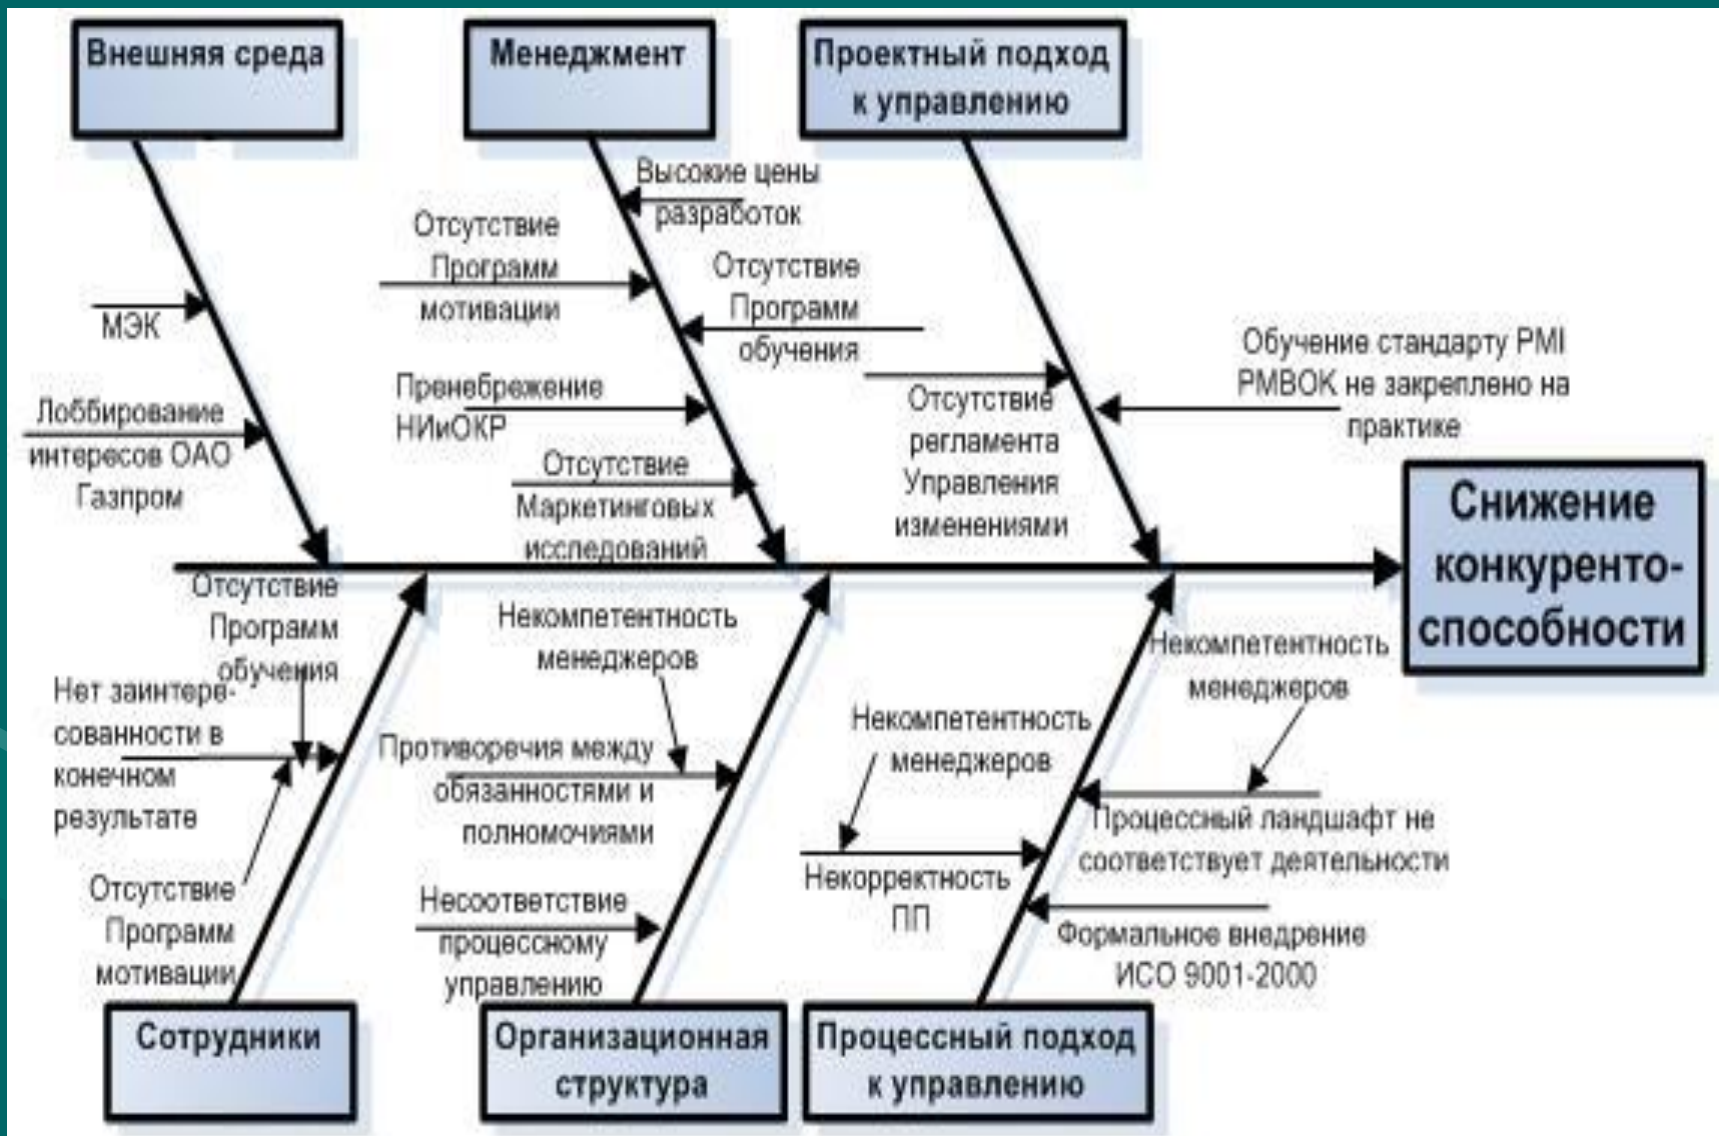 Внешняя среда
Менеджмент
Проектный подход
к управлению
Высокие цены
разработок
Отсутствие
Программ
мотивации
Отсутствие
Программ
обучения
МЭК
Обучение стандарту PMI
PMBOK не закреплено на
практике
Пренебрежение
НИиОКР
Отсутствие
регламента
Управления
изменениями
Лоббирование
интересов ОАО
Газпром
Отсутствие
Маркетинговых
исследований
Снижение
конкуренто-
способности
Отсутствие
Программ
обучения
Некомпетентность
менеджеров
Некомпетентность
менеджеров
Нет заинтере-
сованности в
конечном
результате
Противоречия между
обязанностями и
полномочиями
Некомпетентность
менеджеров
Процессный ландшафт не
соответствует деятельности
Отсутствие
Программ
мотивации
Несоответствие
процессному
управлению
Некорректность
ПП
Формальное внедрение
ИСО 9001-2000
Сотрудники
Организационная
структура
Процессный подход
к управлению